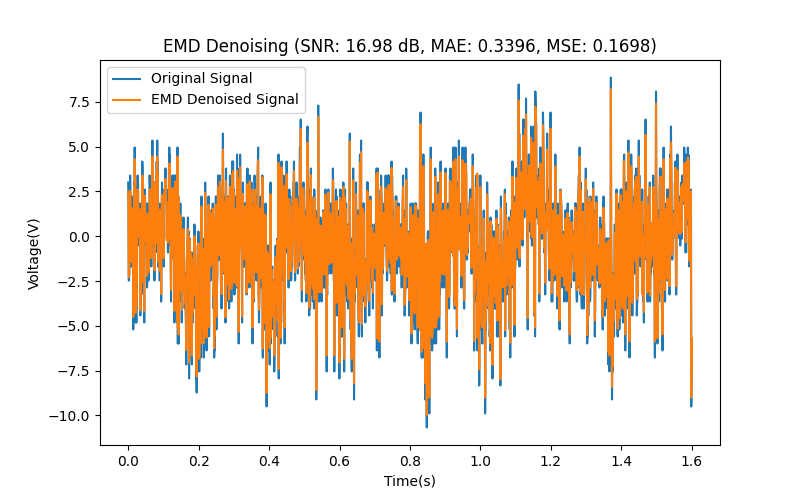 EMD Denoising (SNR: 16.98 dB, MAE: 0.3396, MSE: 0.1698)
Original Signal
EMD Denoised Signal
7.5
5.0
2.5
0.0
−2.5
−5.0
−7.5
−10.0
Voltage(V)
0.0 0.2 0.4 0.6 0.8 1.0 1.2 1.4 1.6
Time(s)